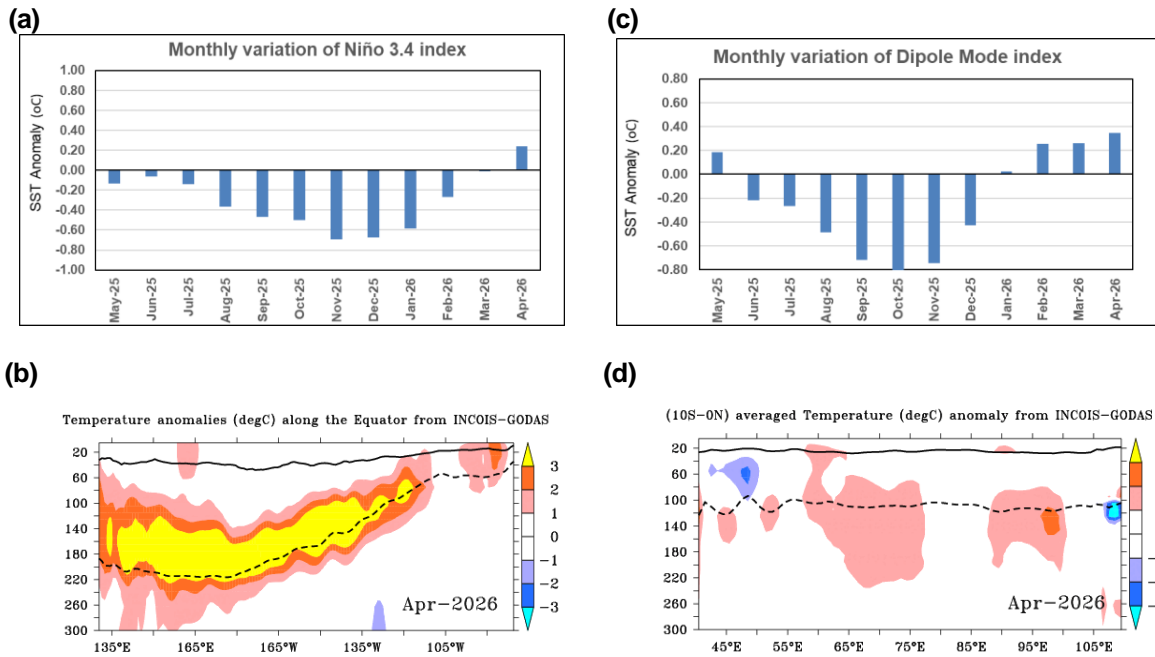 (a)
Monthly variation of Niño 3.4 index
SST Anomaly (oC)
1.00
0.80
0.60
0.40
0.20
0.00
-0.20
-0.40
-0.60
-0.80
-1.00
May-25
Jun-25
Jul-25
Aug-25
Sep-25
Oct-25
Nov-25
Dec-25
Jan-26
Feb-26
Mar-26
Apr-26
(c)
Monthly variation of Dipole Mode index
SST Anomaly (oC)
0.80
0.60
0.40
0.20
0.00
-0.20
-0.40
-0.60
-0.80
May-25
Jun-25
Jul-25
Aug-25
Sep-25
Oct-25
Nov-25
Dec-25
Jan-26
Feb-26
Mar-26
Apr-26
(b)
Temperature anomalies (degC) along the Equator from INCOIS-GODAS
20
60
100
140
180
220
260
300
135°E
165°E
165°W
135°W
105°W
Apr-2026
3
2
1
0
-1
-2
-3
(d)
(10S-0N) averaged Temperature (degC) anomaly from INCOIS-GODAS
20
60
100
140
180
220
260
300
45°E
55°E
65°E
75°E
85°E
95°E
105°E
Apr-2026